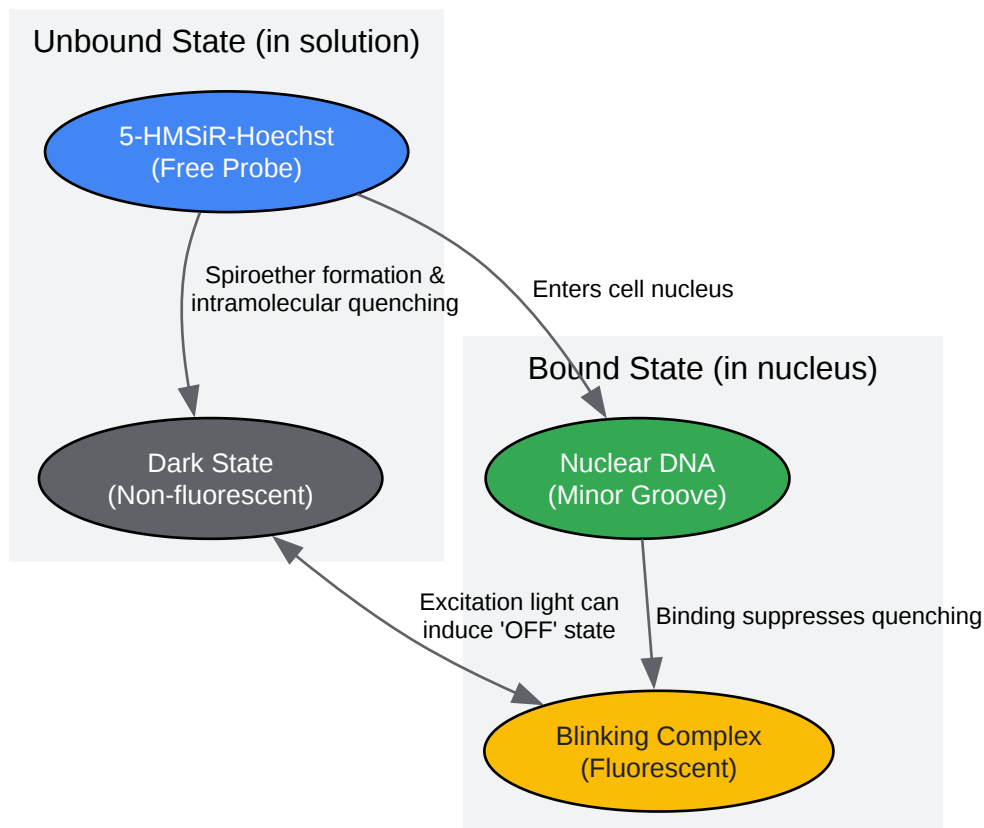 Unbound State (in solution)
5-HMSiR-Hoechst
(Free Probe)
Spiroether formation &
intramolecular quenching
Enters cell nucleus
Bound State (in nucleus)
Dark State
(Non-fluorescent)
Nuclear DNA
(Minor Groove)
Excitation light can
induce 'OFF' state
Binding suppresses quenching
Blinking Complex
(Fluorescent)